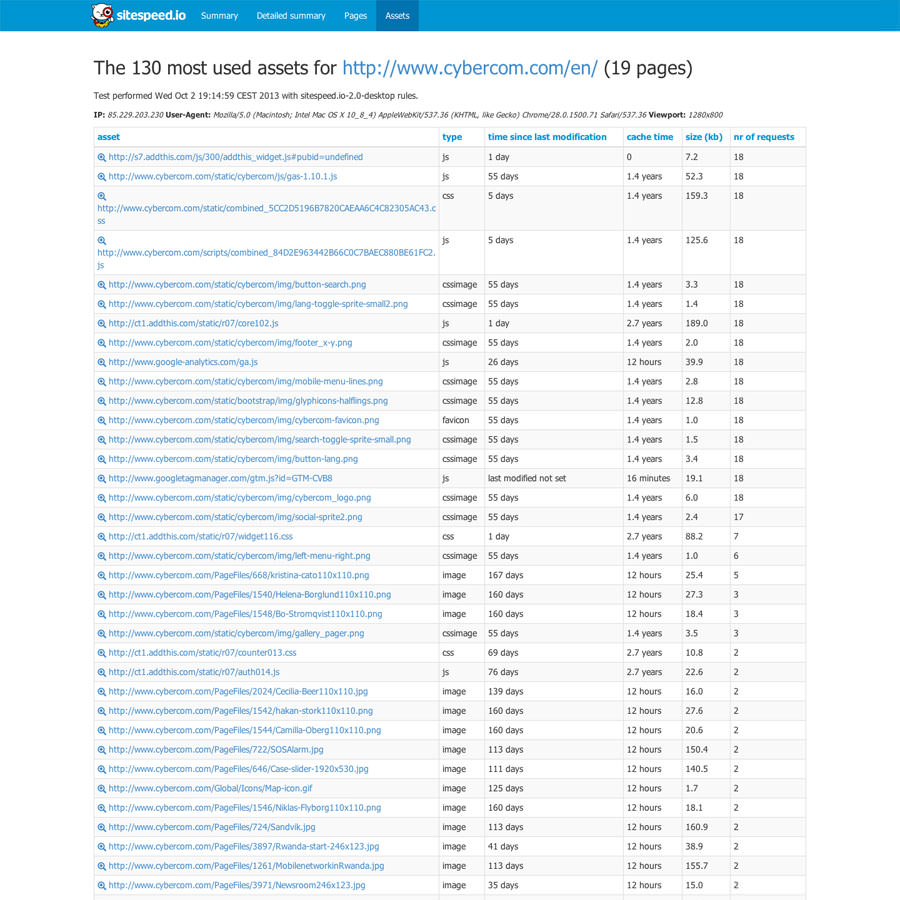 sitespeed.io Summary Detailed summary Pages Assets
The 130 most used assets for http://www.cybercom.com/en/ (19 pages)
Test performed Wed Oct 2 19:14:59 CEST 2013 with sitespeed.io-2.0-desktop rules.
IP: 85.229.203.230 User-Agent: Mozilla/5.0 (Macintosh; Intel Mac OS X 10_8_4) AppleWebKit/537.36 (KHTML, like Gecko) Chrome/28.0.1500.71 Safari/537.36 Viewport: 1280x800
asset type time since last modification cache time size (kb) nr of requests
http://s7.addthis.com/js/300/addthis_widget.js#pubid=undefined js 1 day 0 7.2 18
http://www.cybercom.com/static/cybercom/js/gas-1.10.1.js js 55 days 1.4 years 52.3 18
css 5 days 1.4 years 159.3 18
http://www.cybercom.com/static/combined_5CC2D5196B7820CAEAA6C4C82305AC43.c
ss
js 5 days 1.4 years 125.6 18
http://www.cybercom.com/scripts/combined_84D2E963442B66C0C7BAEC880BE61FC2.
js
http://www.cybercom.com/static/cybercom/img/button-search.png cssimage 55 days 1.4 years 3.3 18
http://www.cybercom.com/static/cybercom/img/lang-toggle-sprite-small2.png cssimage 55 days 1.4 years 1.4 18
http://ct1.addthis.com/static/r07/core102.js js 1 day 2.7 years 189.0 18
http://www.cybercom.com/static/cybercom/img/footer_x-y.png cssimage 55 days 1.4 years 2.0 18
http://www.google-analytics.com/ga.js js 26 days 12 hours 39.9 18
http://www.cybercom.com/static/cybercom/img/mobile-menu-lines.png cssimage 55 days 1.4 years 2.8 18
http://www.cybercom.com/static/bootstrap/img/glyphicons-halflings.png cssimage 55 days 1.4 years 12.8 18
http://www.cybercom.com/static/cybercom/img/cybercom-favicon.png favicon 55 days 1.4 years 1.0 18
http://www.cybercom.com/static/cybercom/img/search-toggle-sprite-small.png cssimage 55 days 1.4 years 1.5 18
http://www.cybercom.com/static/cybercom/img/button-lang.png cssimage 55 days 1.4 years 3.4 18
http://www.googletagmanager.com/gtm.js?id=GTM-CVB8 js last modified not set 16 minutes 19.1 18
http://www.cybercom.com/static/cybercom/img/cybercom_logo.png cssimage 55 days 1.4 years 6.0 18
http://www.cybercom.com/static/cybercom/img/social-sprite2.png cssimage 55 days 1.4 years 2.4 17
http://ct1.addthis.com/static/r07/widget116.css css 1 day 2.7 years 88.2 7
http://www.cybercom.com/static/cybercom/img/left-menu-right.png cssimage 55 days 1.4 years 1.0 6
http://www.cybercom.com/PageFiles/668/kristina-cato110x110.png image 167 days 12 hours 25.4 5
http://www.cybercom.com/PageFiles/1540/Helena-Borglund110x110.png image 160 days 12 hours 27.3 3
http://www.cybercom.com/PageFiles/1548/Bo-Stromqvist110x110.png image 160 days 12 hours 18.4 3
http://www.cybercom.com/static/cybercom/img/gallery_pager.png cssimage 55 days 1.4 years 3.5 3
http://ct1.addthis.com/static/r07/counter013.css css 69 days 2.7 years 10.8 2
http://ct1.addthis.com/static/r07/auth014.js js 76 days 2.7 years 22.6 2
http://www.cybercom.com/PageFiles/2024/Cecilia-Beer110x110.jpg image 139 days 12 hours 16.0 2
http://www.cybercom.com/PageFiles/1542/hakan-stork110x110.png image 160 days 12 hours 27.6 2
http://www.cybercom.com/PageFiles/1544/Camilla-Oberg110x110.png image 160 days 12 hours 20.6 2
http://www.cybercom.com/PageFiles/722/SOSAlarm.jpg image 113 days 12 hours 150.4 2
http://www.cybercom.com/PageFiles/646/Case-slider-1920x530.jpg image 111 days 12 hours 140.5 2
http://www.cybercom.com/Global/Icons/Map-icon.gif image 125 days 12 hours 1.7 2
http://www.cybercom.com/PageFiles/1546/Niklas-Flyborg110x110.png image 160 days 12 hours 18.1 2
http://www.cybercom.com/PageFiles/724/Sandvik.jpg image 113 days 12 hours 160.9 2
http://www.cybercom.com/PageFiles/3897/Rwanda-start-246x123.jpg image 41 days 12 hours 38.9 2
http://www.cybercom.com/PageFiles/1261/MobilenetworkinRwanda.jpg image 113 days 12 hours 155.7 2
http://www.cybercom.com/PageFiles/3971/Newsroom246x123.jpg image 35 days 12 hours 15.0 2